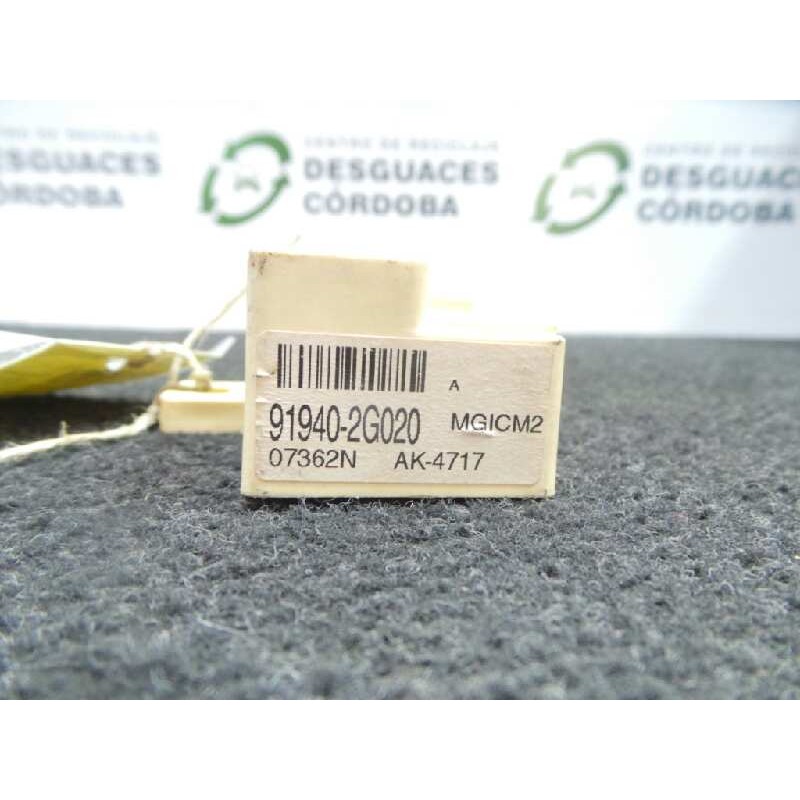 CENTRO DE RECICLAJE
DESGUACES
CÓRDOBA
CENTRO DE RECICLAJE
DESGUACES
CÓRDOBA
DESGUACES
CÓRDOBA
A
91940-2G020 MGICM2
07362N AK-4717